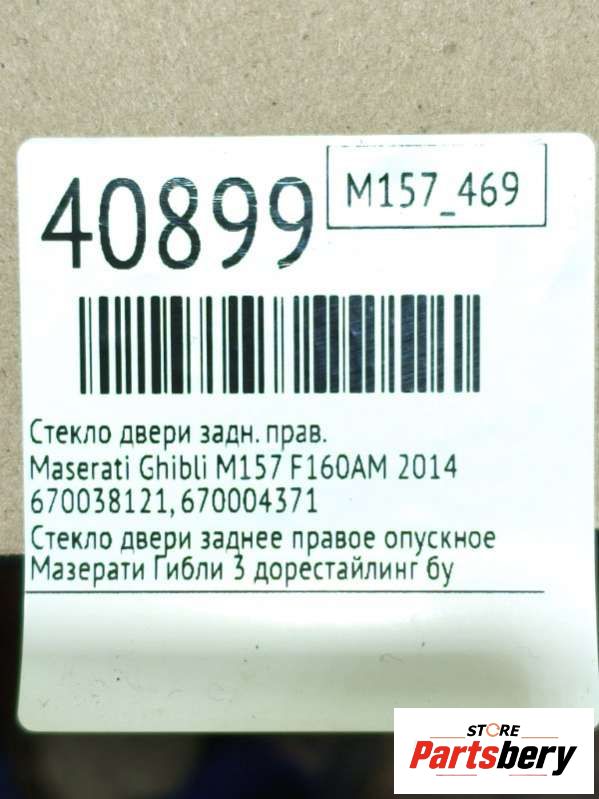 40899
M157_469
Стекло двери задн. прав.
Maserati Ghibli M157 F160AM 2014
670038121, 670004371
Стекло двери заднее правое опускное
Мазерати Гибли 3 дорестайлинг бу
STORE
Partsbery